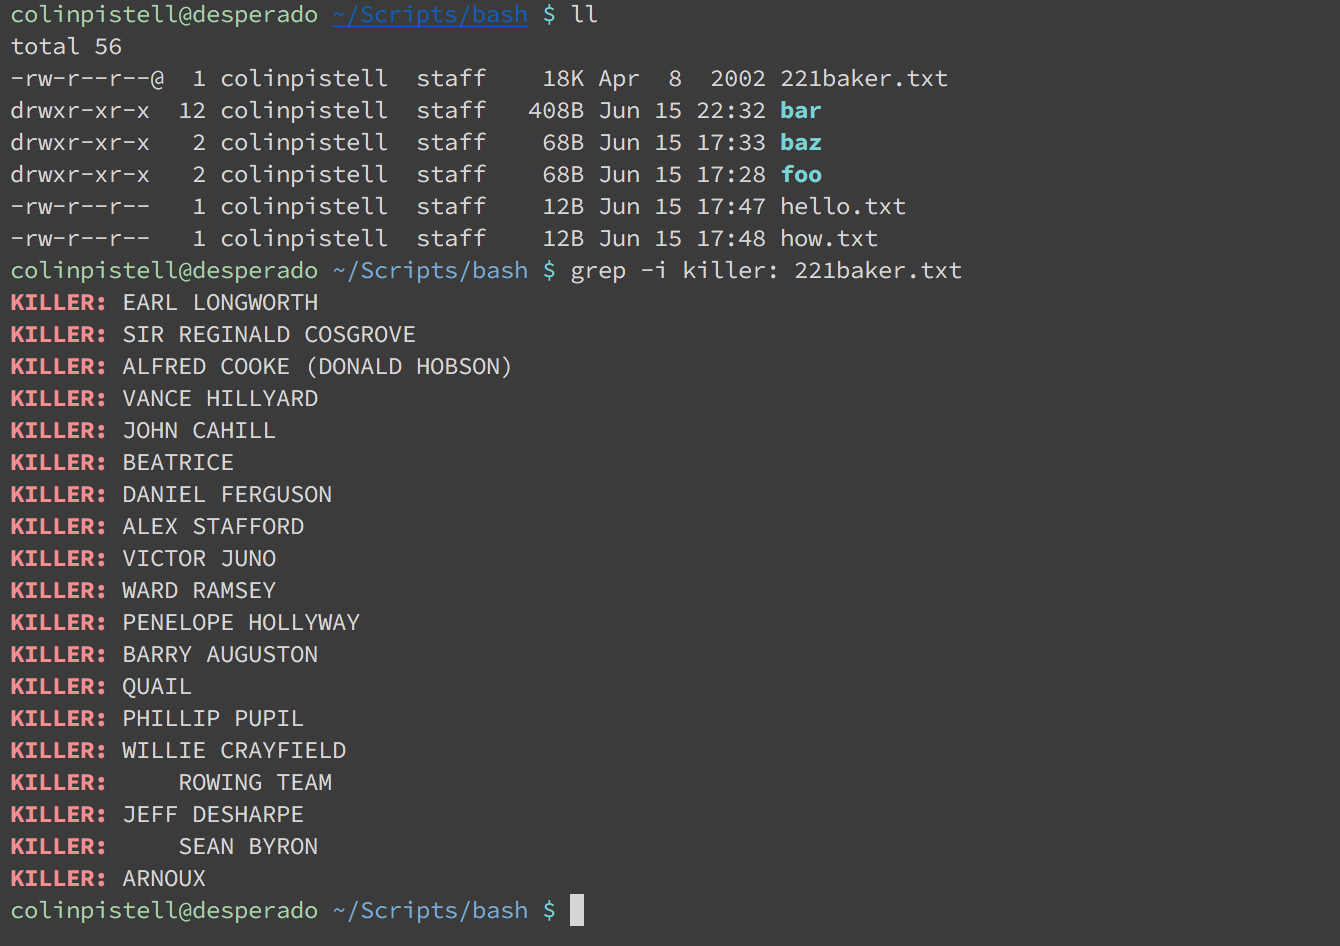 colinpistell@desperado ~/Scripts/bash $ ll
total 56
-rw-r--r--@  1 colinpistell  staff    18K Apr  8  2002 221baker.txt
drwxr-xr-x  12 colinpistell  staff   408B Jun 15 22:32 bar
drwxr-xr-x   2 colinpistell  staff    68B Jun 15 17:33 baz
drwxr-xr-x   2 colinpistell  staff    68B Jun 15 17:28 foo
-rw-r--r--   1 colinpistell  staff    12B Jun 15 17:47 hello.txt
-rw-r--r--   1 colinpistell  staff    12B Jun 15 17:48 how.txt
colinpistell@desperado ~/Scripts/bash $ grep -i killer: 221baker.txt
KILLER: EARL LONGWORTH
KILLER: SIR REGINALD COSGROVE
KILLER: ALFRED COOKE (DONALD HOBSON)
KILLER: VANCE HILLYARD
KILLER: JOHN CAHILL
KILLER: BEATRICE
KILLER: DANIEL FERGUSON
KILLER: ALEX STAFFORD
KILLER: VICTOR JUNO
KILLER: WARD RAMSEY
KILLER: PENELOPE HOLLYWAY
KILLER: BARRY AUGUSTON
KILLER: QUAIL
KILLER: PHILLIP PUPIL
KILLER: WILLIE CRAYFIELD
KILLER:     ROWING TEAM
KILLER: JEFF DESHARPE
KILLER:     SEAN BYRON
KILLER: ARNOUX
colinpistell@desperado ~/Scripts/bash $